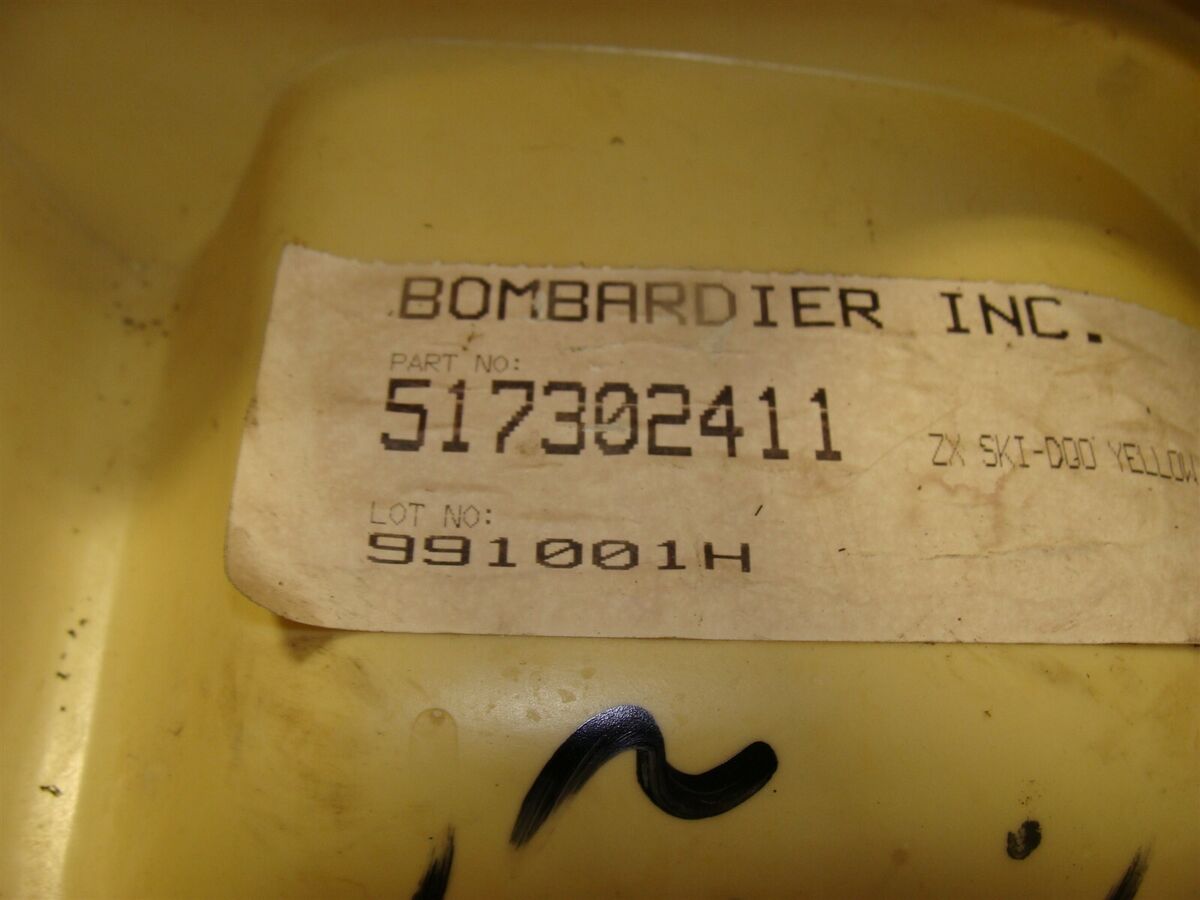 BOMBARDIER INC.
PART NO:
517302411
ZX SKI-DOO YELLOW
LOT NO:
991001H